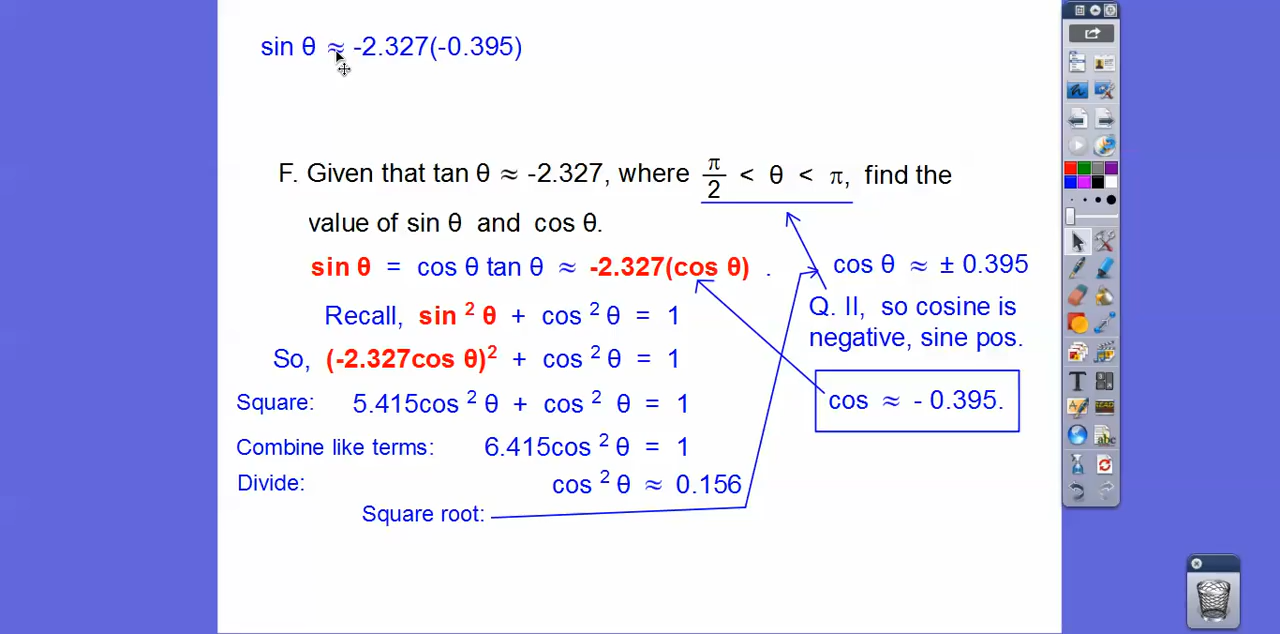 sin θ ≈ -2.327(-0.395)
F. Given that tan θ ≈ -2.327, where π/2 < θ < π, find the
value of sin θ and cos θ.
sin θ = cos θ tan θ ≈ -2.327(cos θ) .
cos θ ≈ ± 0.395
Recall, sin ² θ + cos ² θ = 1
Q. II, so cosine is
negative, sine pos.
So, (-2.327cos θ)² + cos ² θ = 1
Square: 5.415cos ² θ + cos ² θ = 1
cos ≈ - 0.395.
Combine like terms: 6.415cos ² θ = 1
Divide: cos ² θ ≈ 0.156
Square root: